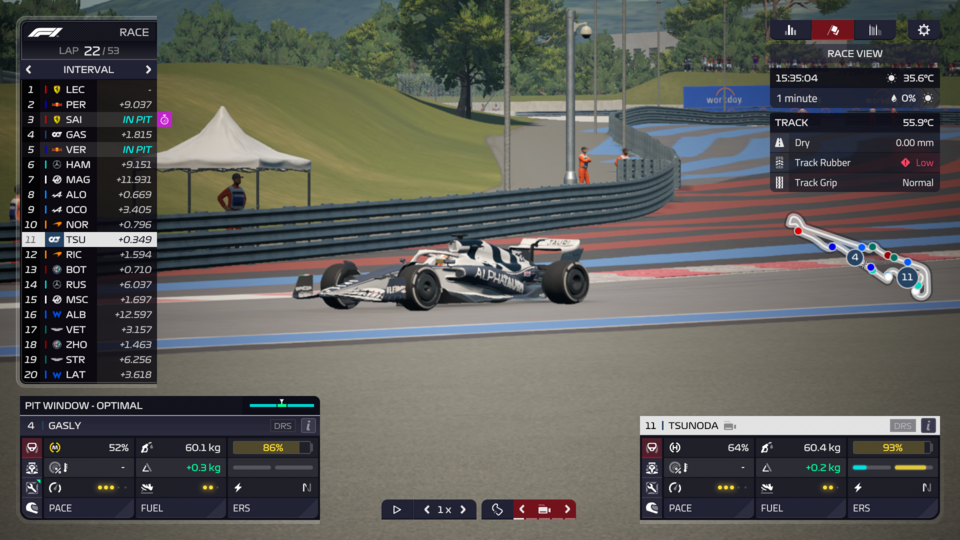 RACE
LAP 22 / 53
INTERVAL
1 LEC -
2 PER +9.037
3 SAI IN PIT
4 GAS +1.815
5 VER IN PIT
6 HAM +9.151
7 MAG +11.931
8 ALO +0.669
9 OCO +3.405
10 NOR +0.796
11 TSU +0.349
12 RIC +1.594
13 BOT +0.710
14 RUS +6.037
15 MSC +1.697
16 ALB +12.597
17 VET +3.157
18 ZHO +1.463
19 STR +6.256
20 LAT +3.618
RACE VIEW
15:35:04 35.6°C
1 minute 0%
TRACK 55.9°C
Dry 0.00 mm
Track Rubber Low
Track Grip Normal
4
11
workday
ALPHATAURI
PIT WINDOW - OPTIMAL
4 GASLY DRS i
M 52% 60.1 kg 86%
- +0.3 kg
N
PACE FUEL ERS
1x
11 TSUNODA DRS i
H 64% 60.4 kg 93%
- +0.2 kg
N
PACE FUEL ERS